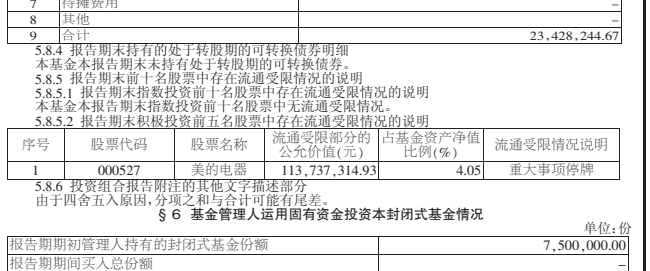 7 待摊费用 –
8 其他 –
9 合计 23,428,244.67
5.8.4 报告期末持有的处于转股期的可转换债券明细
本基金本报告期末未持有处于转股期的可转换债券。
5.8.5 报告期末前十名股票中存在流通受限情况的说明
5.8.5.1 报告期末指数投资前十名股票中存在流通受限情况的说明
本基金本报告期末指数投资前十名股票中无流通受限情况。
5.8.5.2 报告期末积极投资前五名股票中存在流通受限情况的说明
序号 股票代码 股票名称 流通受限部分的公允价值(元) 占基金资产净值比例(%) 流通受限情况说明
1 000527 美的电器 113,737,314.93 4.05 重大事项停牌
5.8.6 投资组合报告附注的其他文字描述部分
由于四舍五入原因,分项之和与合计可能有尾差。
§ 6 基金管理人运用固有资金投资本封闭式基金情况
单位:份
报告期期初管理人持有的封闭式基金份额 7,500,000.00
报告期期间买入总份额 –